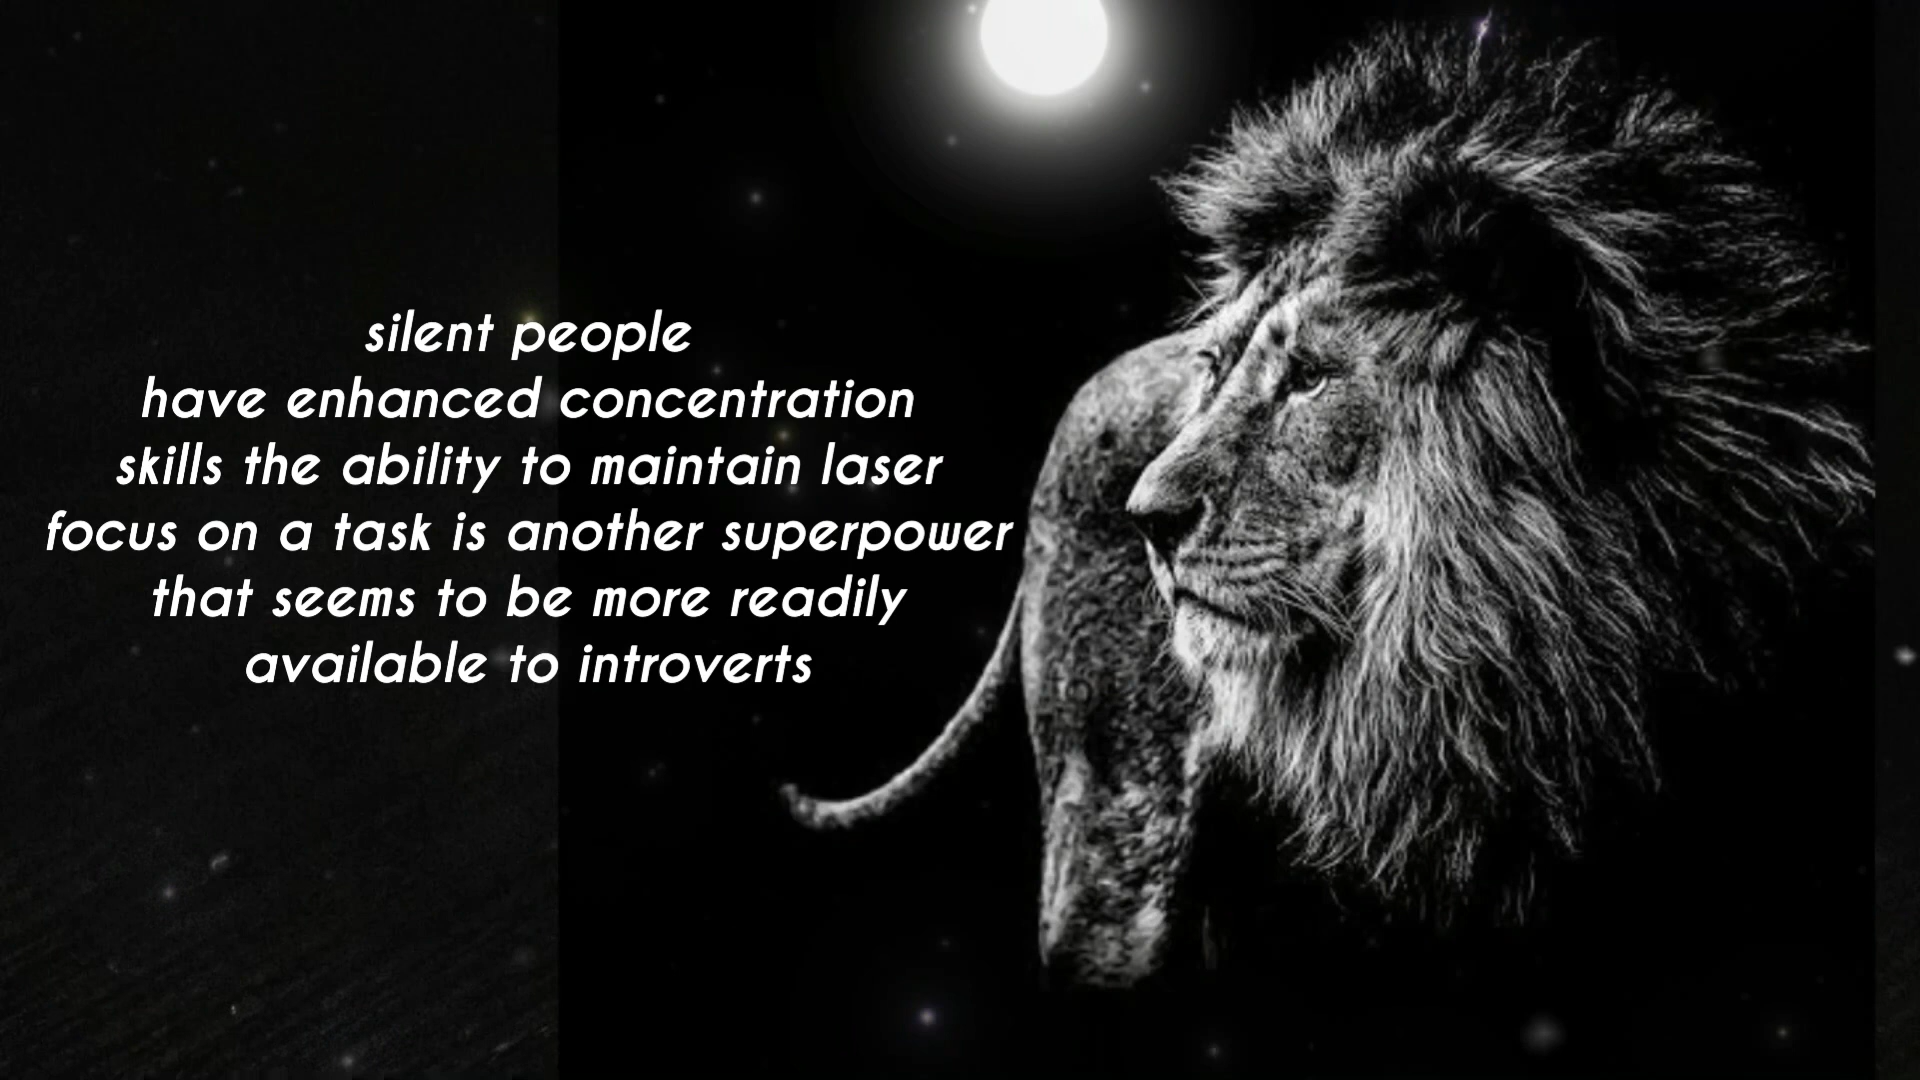 silent people
have enhanced concentration
skills the ability to maintain laser
focus on a task is another superpower
that seems to be more readily
available to introverts